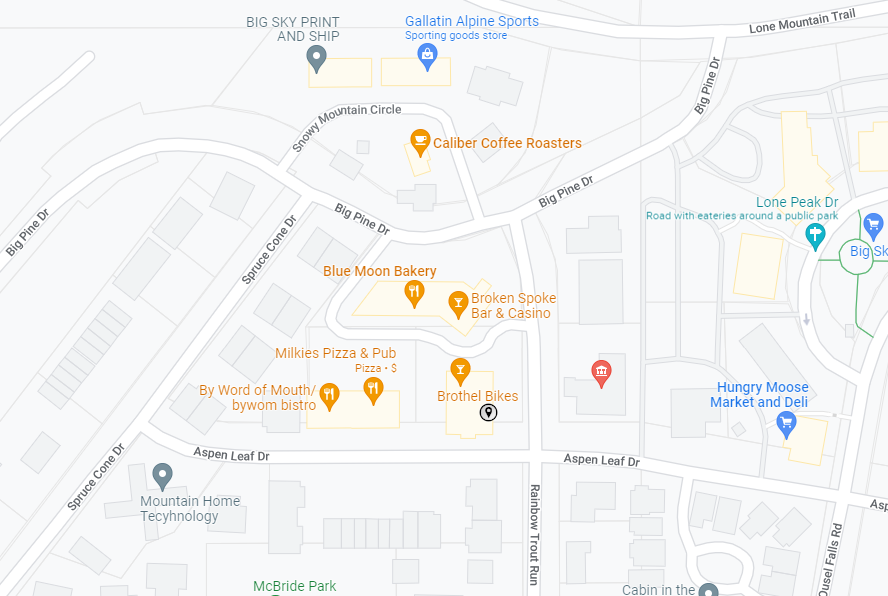 BIG SKY PRINT
AND SHIP
Gallatin Alpine Sports
Sporting goods store
Lone Mountain Trail
Big Pine Dr
Snowy Mountain Circle
Caliber Coffee Roasters
Big Pine Dr
Lone Peak Dr
Road with eateries around a public park
Big Pine Dr
Big Pine Dr
Spruce Cone Dr
Big Sk
Blue Moon Bakery
Broken Spoke
Bar & Casino
Milkies Pizza & Pub
Pizza • $
By Word of Mouth/
bywom bistro
Brothel Bikes
Hungry Moose
Market and Deli
Aspen Leaf Dr
Aspen Leaf Dr
Spruce Cone Dr
Mountain Home
Tecyhnology
Rainbow Trout Run
Asp
Ousel Falls Rd
McBride Park
Cabin in the